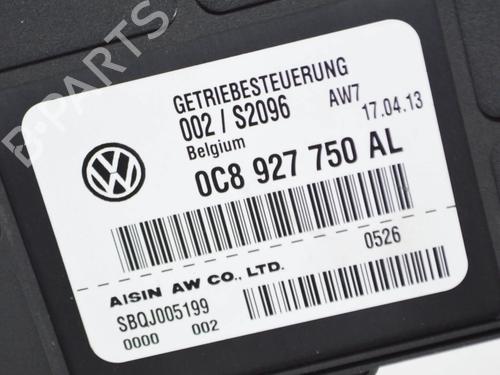 B-PARTS
GETRIEBESTEUERUNG
002 / S2096 AW7 17.04.13
Belgium
0C8 927 750 AL
0526
AISIN AW CO., LTD.
SBQJ005199
0000 002